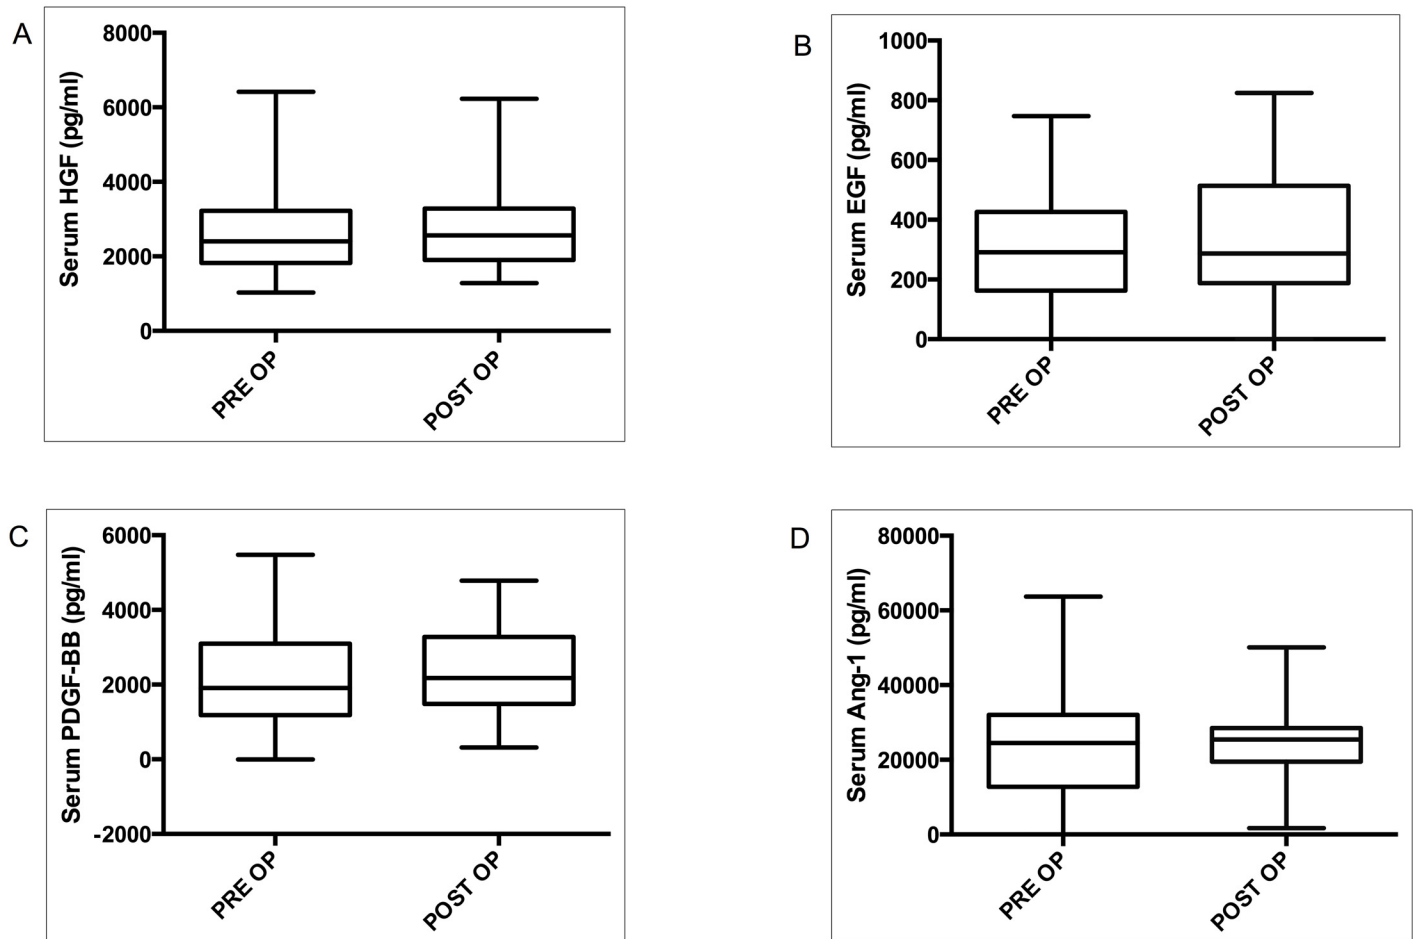 A
Serum HGF (pg/ml)
8000
6000
4000
2000
0
PRE OP
POST OP
B
Serum EGF (pg/ml)
1000
800
600
400
200
0
PRE OP
POST OP
C
Serum PDGF-BB (pg/ml)
6000
4000
2000
0
-2000
PRE OP
POST OP
D
Serum Ang-1 (pg/ml)
80000
60000
40000
20000
0
PRE OP
POST OP